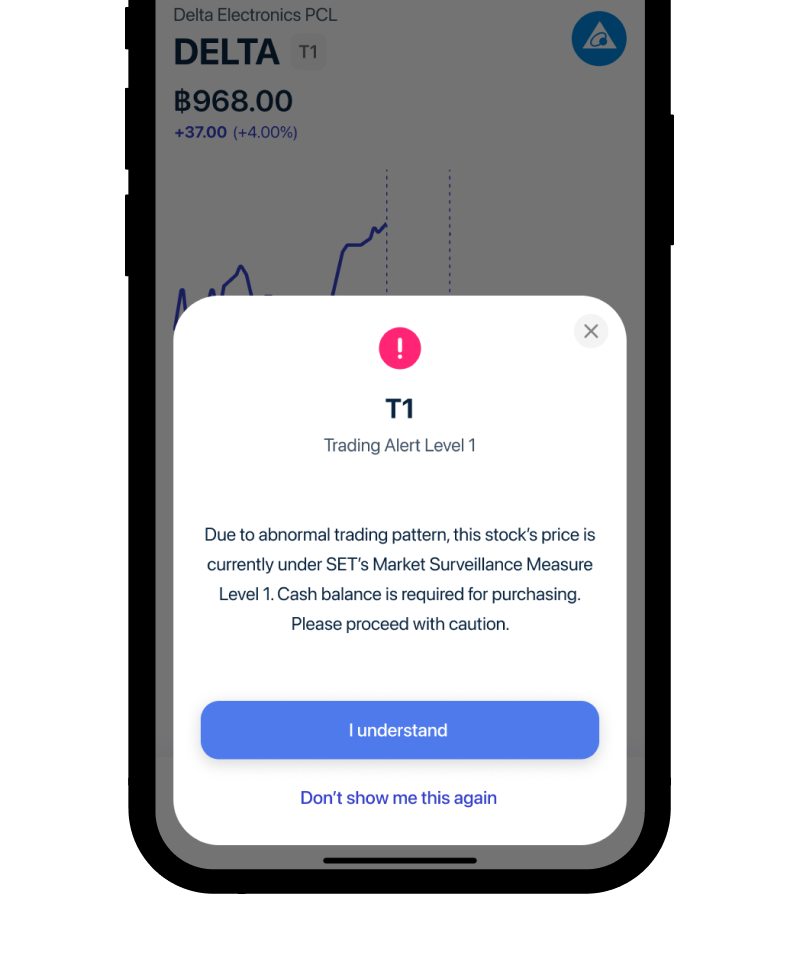 Delta Electronics PCL
DELTA T1
฿968.00
+37.00 (+4.00%)
!
T1
Trading Alert Level 1
Due to abnormal trading pattern, this stock’s price is
currently under SET’s Market Surveillance Measure
Level 1. Cash balance is required for purchasing.
Please proceed with caution.
I understand
Don’t show me this again